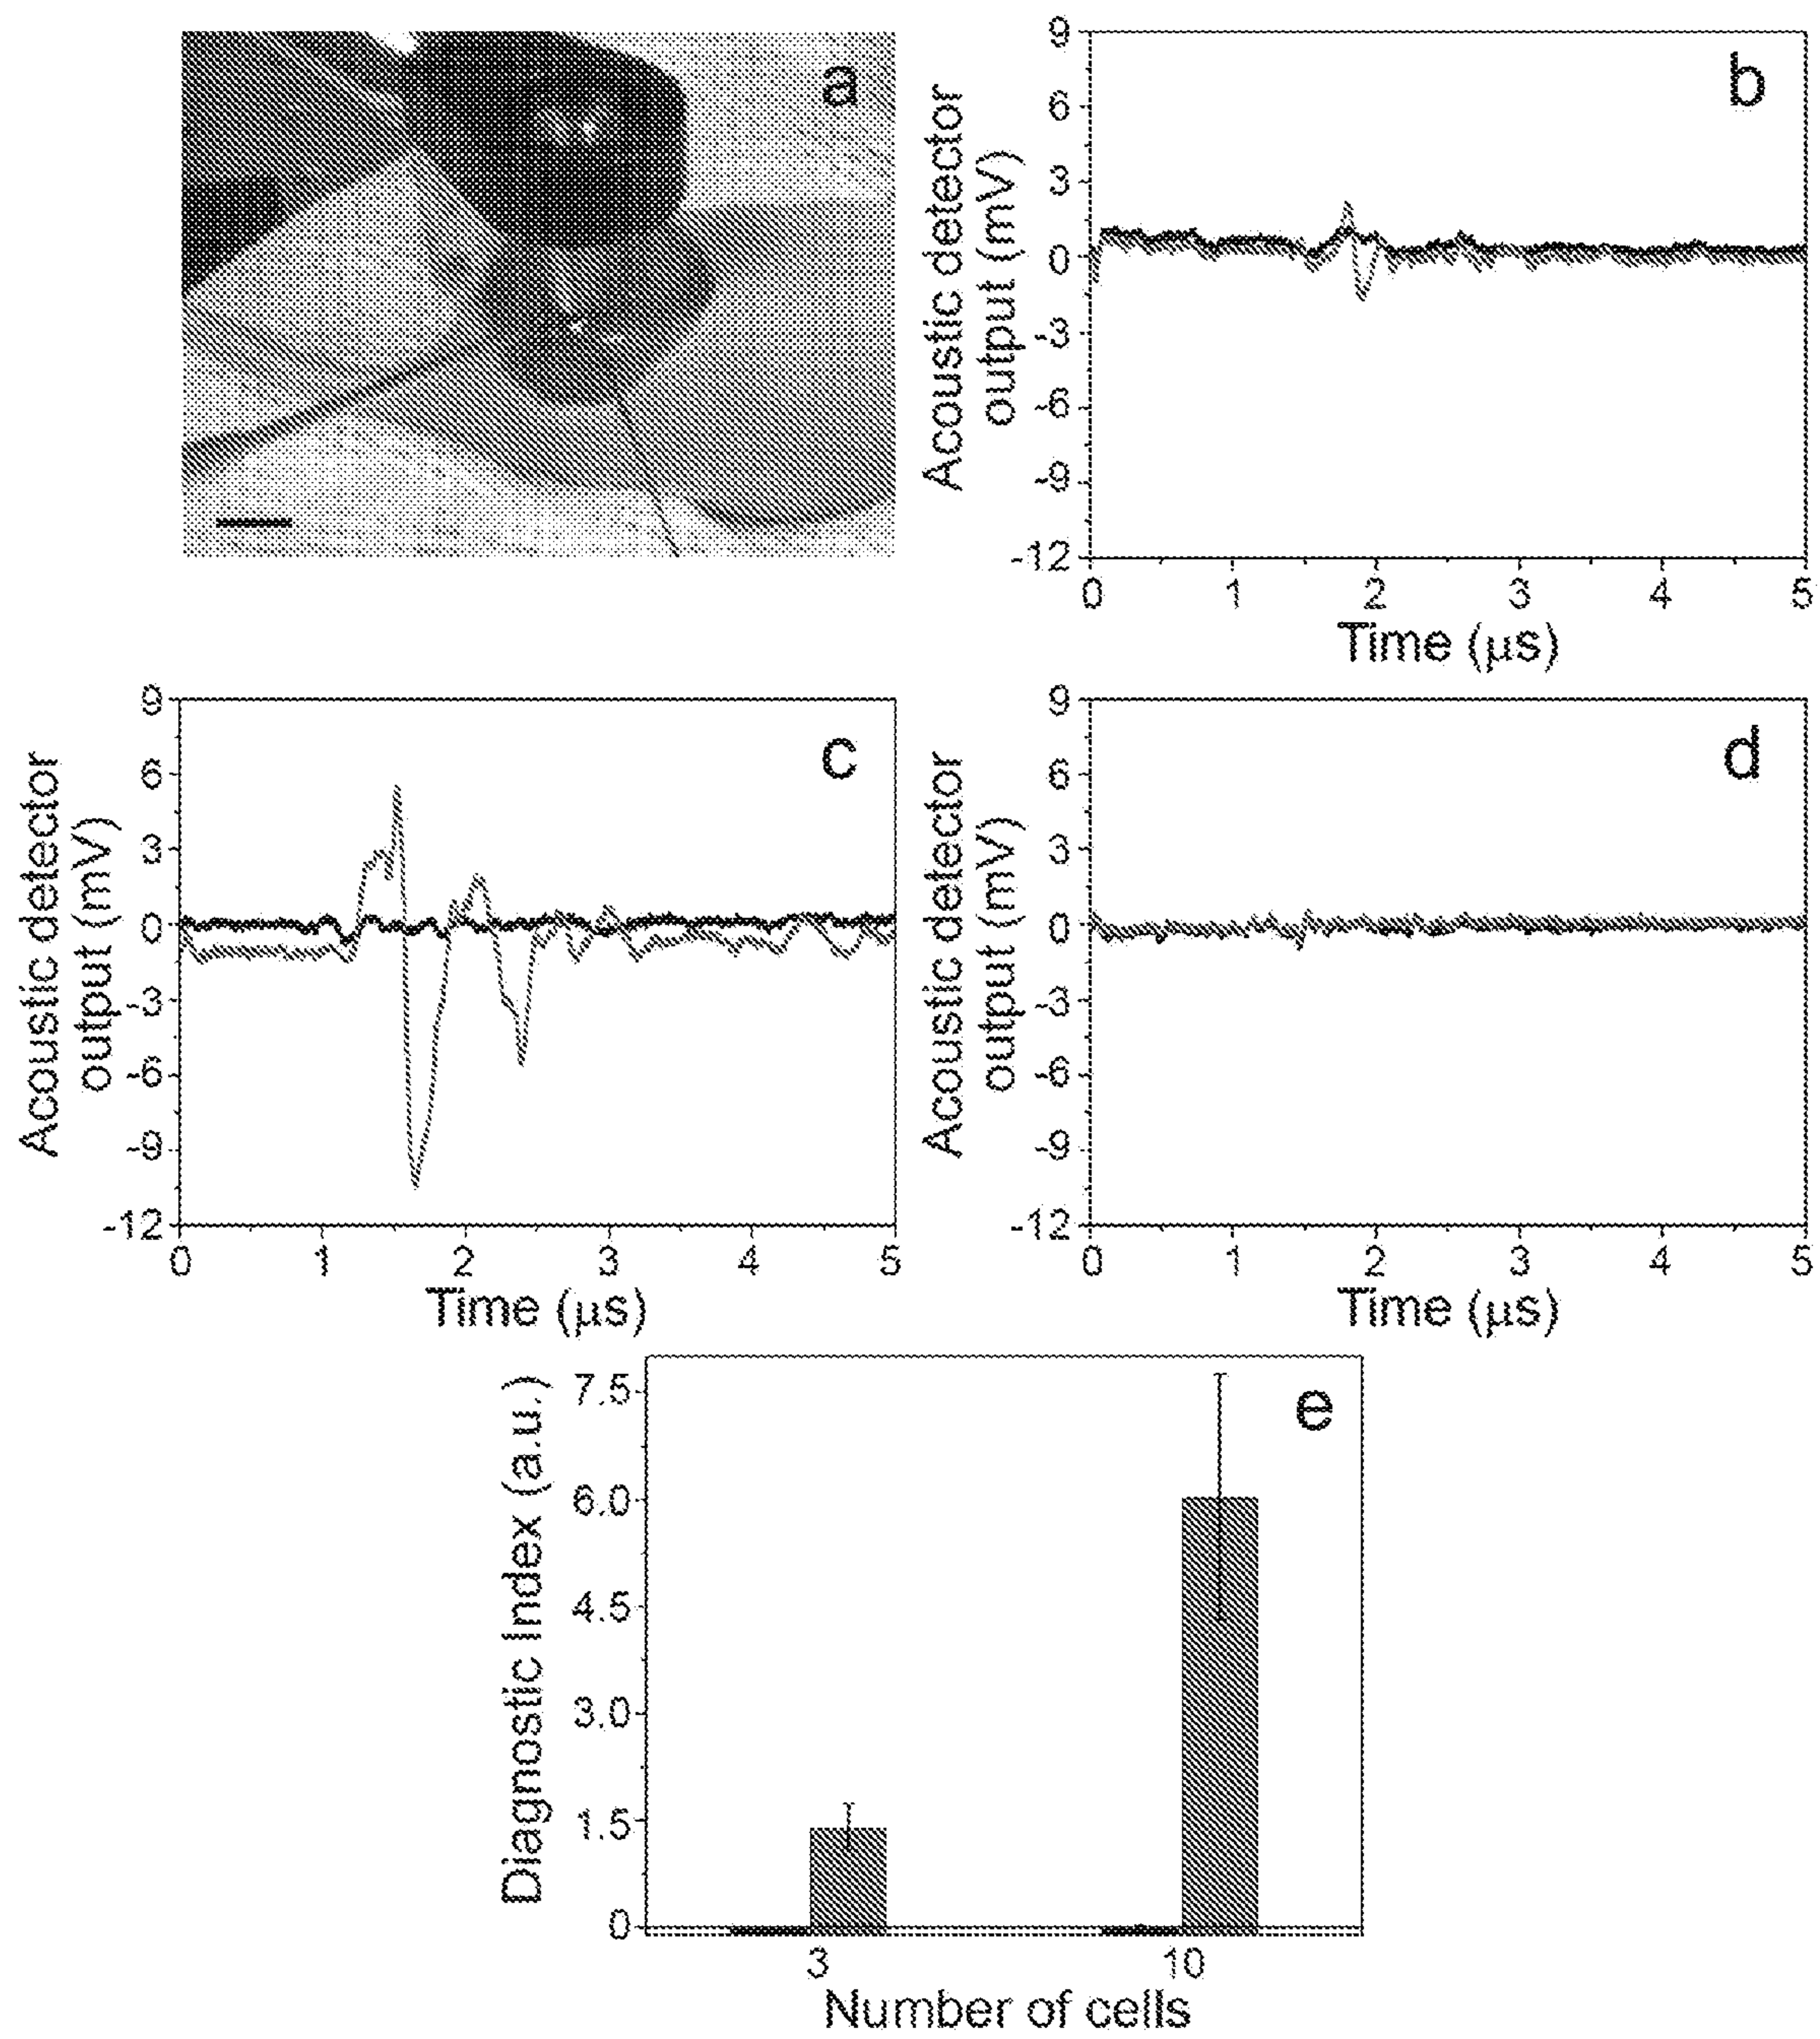 a
b
9
6
3
0
-3
-6
-9
-12
Acoustic detector
output (mV)
0 1 2 3 4 5
Time (µs)
c
9
6
3
0
-3
-6
-9
-12
Acoustic detector
output (mV)
0 1 2 3 4 5
Time (µs)
d
9
6
3
0
-3
-6
-9
-12
Acoustic detector
output (mV)
0 1 2 3 4 5
Time (µs)
e
7.5
6.0
4.5
3.0
1.5
0
Diagnostic Index (a.u.)
3 10
Number of cells